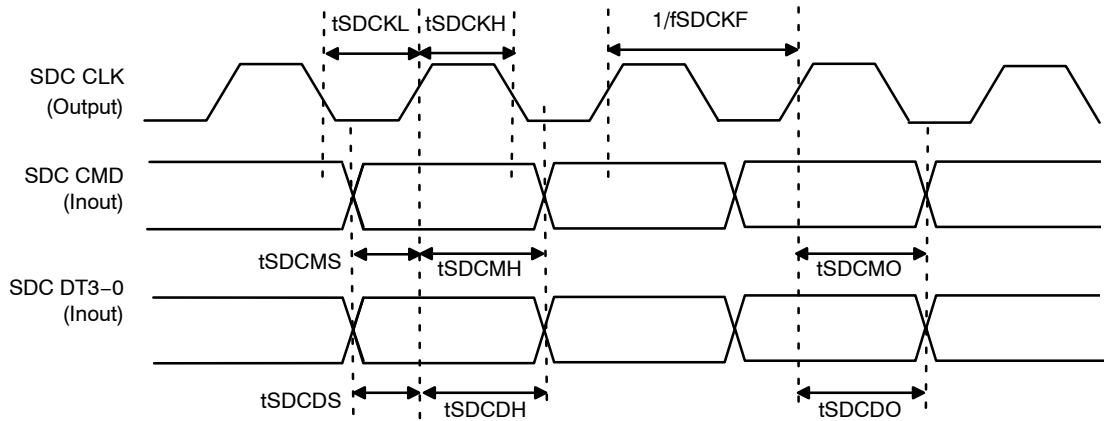 tSDCKL tSDCKH 1/fSDCKF
SDC CLK
(Output)
SDC CMD
(Inout)
tSDCMS tSDCMH tSDCMO
SDC DT3−0
(Inout)
tSDCDS tSDCDH tSDCDO